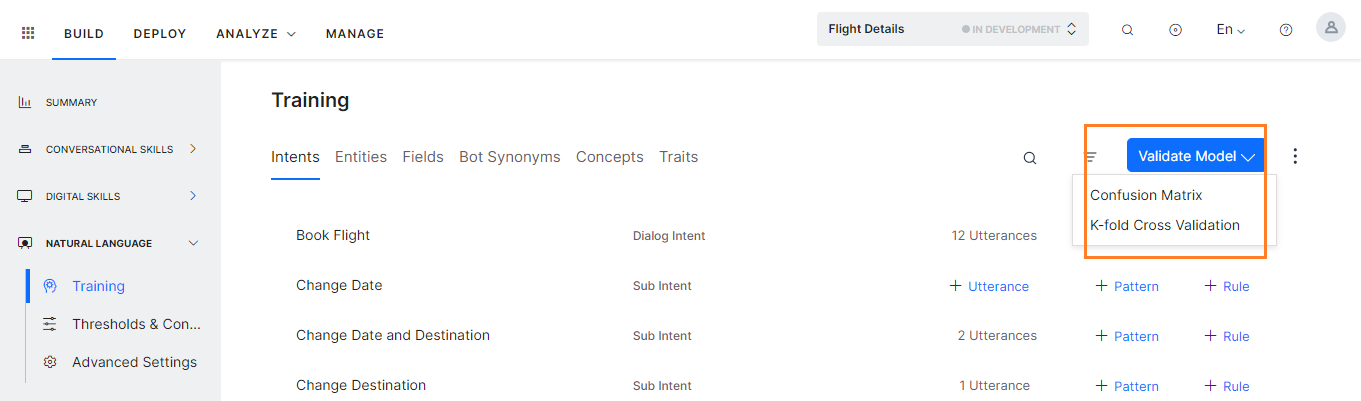 BUILD DEPLOY ANALYZE MANAGE Flight Details IN DEVELOPMENT En
SUMMARY
CONVERSATIONAL SKILLS
DIGITAL SKILLS
NATURAL LANGUAGE
Training
Thresholds & Con...
Advanced Settings
Training
Intents Entities Fields Bot Synonyms Concepts Traits Validate Model
Confusion Matrix
K-fold Cross Validation
Book Flight Dialog Intent 12 Utterances
Change Date Sub Intent + Utterance + Pattern + Rule
Change Date and Destination Sub Intent 2 Utterances + Pattern + Rule
Change Destination Sub Intent 1 Utterance + Pattern + Rule